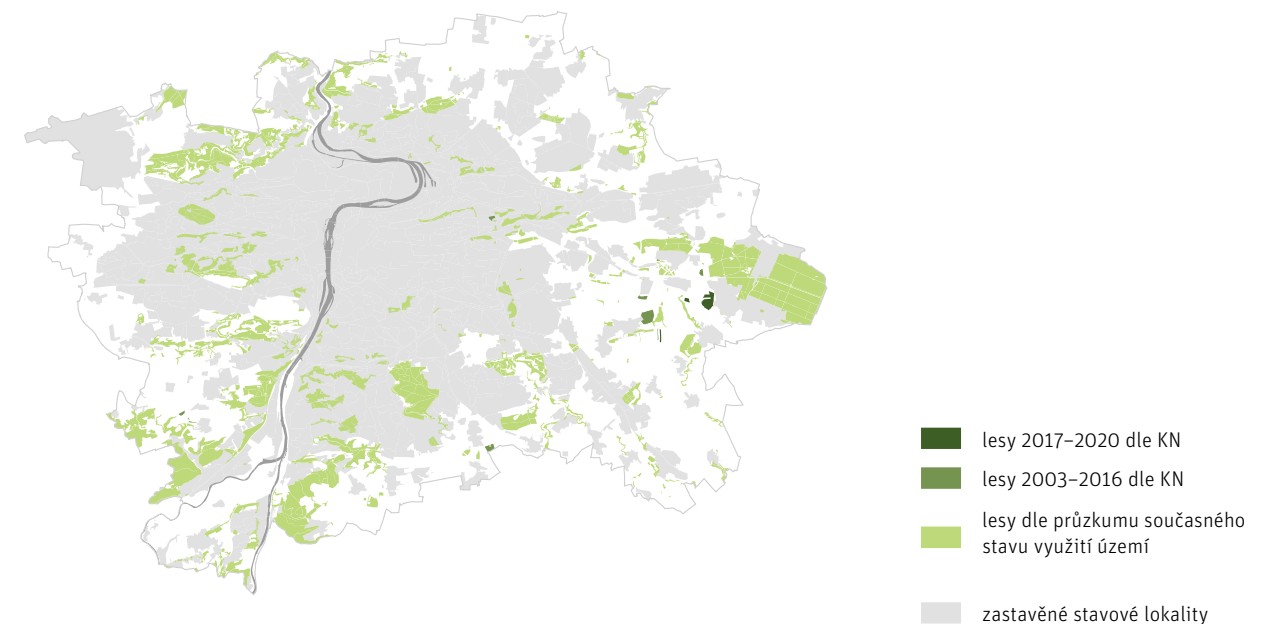 lesy 2017–2020 dle KN
lesy 2003–2016 dle KN
lesy dle průzkumu současného
stavu využití území
zastavěné stavové lokality